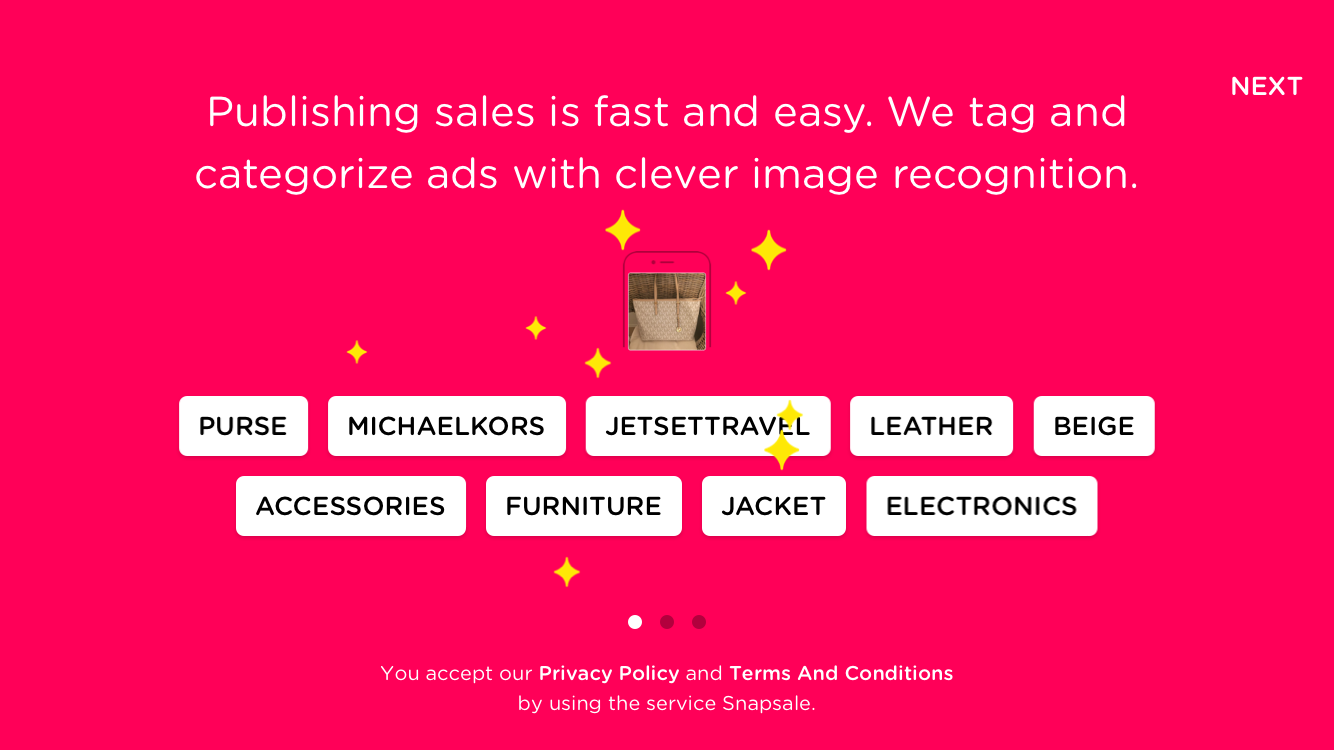 NEXT
Publishing sales is fast and easy. We tag and
categorize ads with clever image recognition.
PURSE MICHAELKORS JETSETTRAVEL LEATHER BEIGE
ACCESSORIES FURNITURE JACKET ELECTRONICS
You accept our Privacy Policy and Terms And Conditions
by using the service Snapsale.